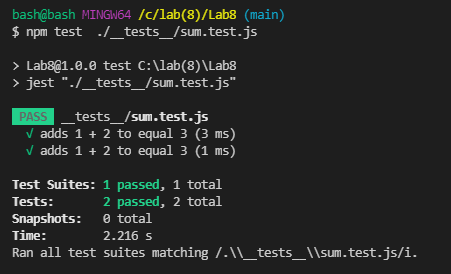 bash@bash MINGW64 /c/lab(8)/Lab8 (main)
$ npm test  ./__tests__/sum.test.js
> Lab8@1.0.0 test C:\lab(8)\Lab8
> jest "./__tests__/sum.test.js"
PASS  __tests__/sum.test.js
√ adds 1 + 2 to equal 3 (3 ms)
√ adds 1 + 2 to equal 3 (1 ms)
Test Suites: 1 passed, 1 total
Tests:       2 passed, 2 total
Snapshots:   0 total
Time:        2.216 s
Ran all test suites matching /.\\__tests__\\sum.test.js/i.